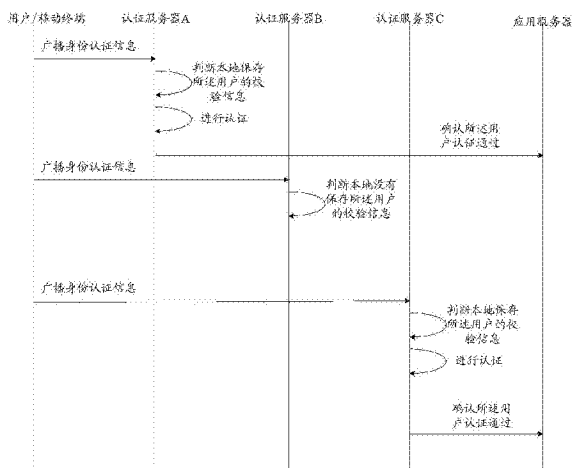 用户/移动终端
认证服务器A
认证服务器B
认证服务器C
应用服务器
广播身份认证信息
判断本地保存
所述用户的校
验信息
进行认证
确认所述用
户认证通过
广播身份认证信息
判断本地没有
保存所述用户
的校验信息
广播身份认证信息
判断本地保存
所述用户的校
验信息
进行认证
确认所述用
户认证通过